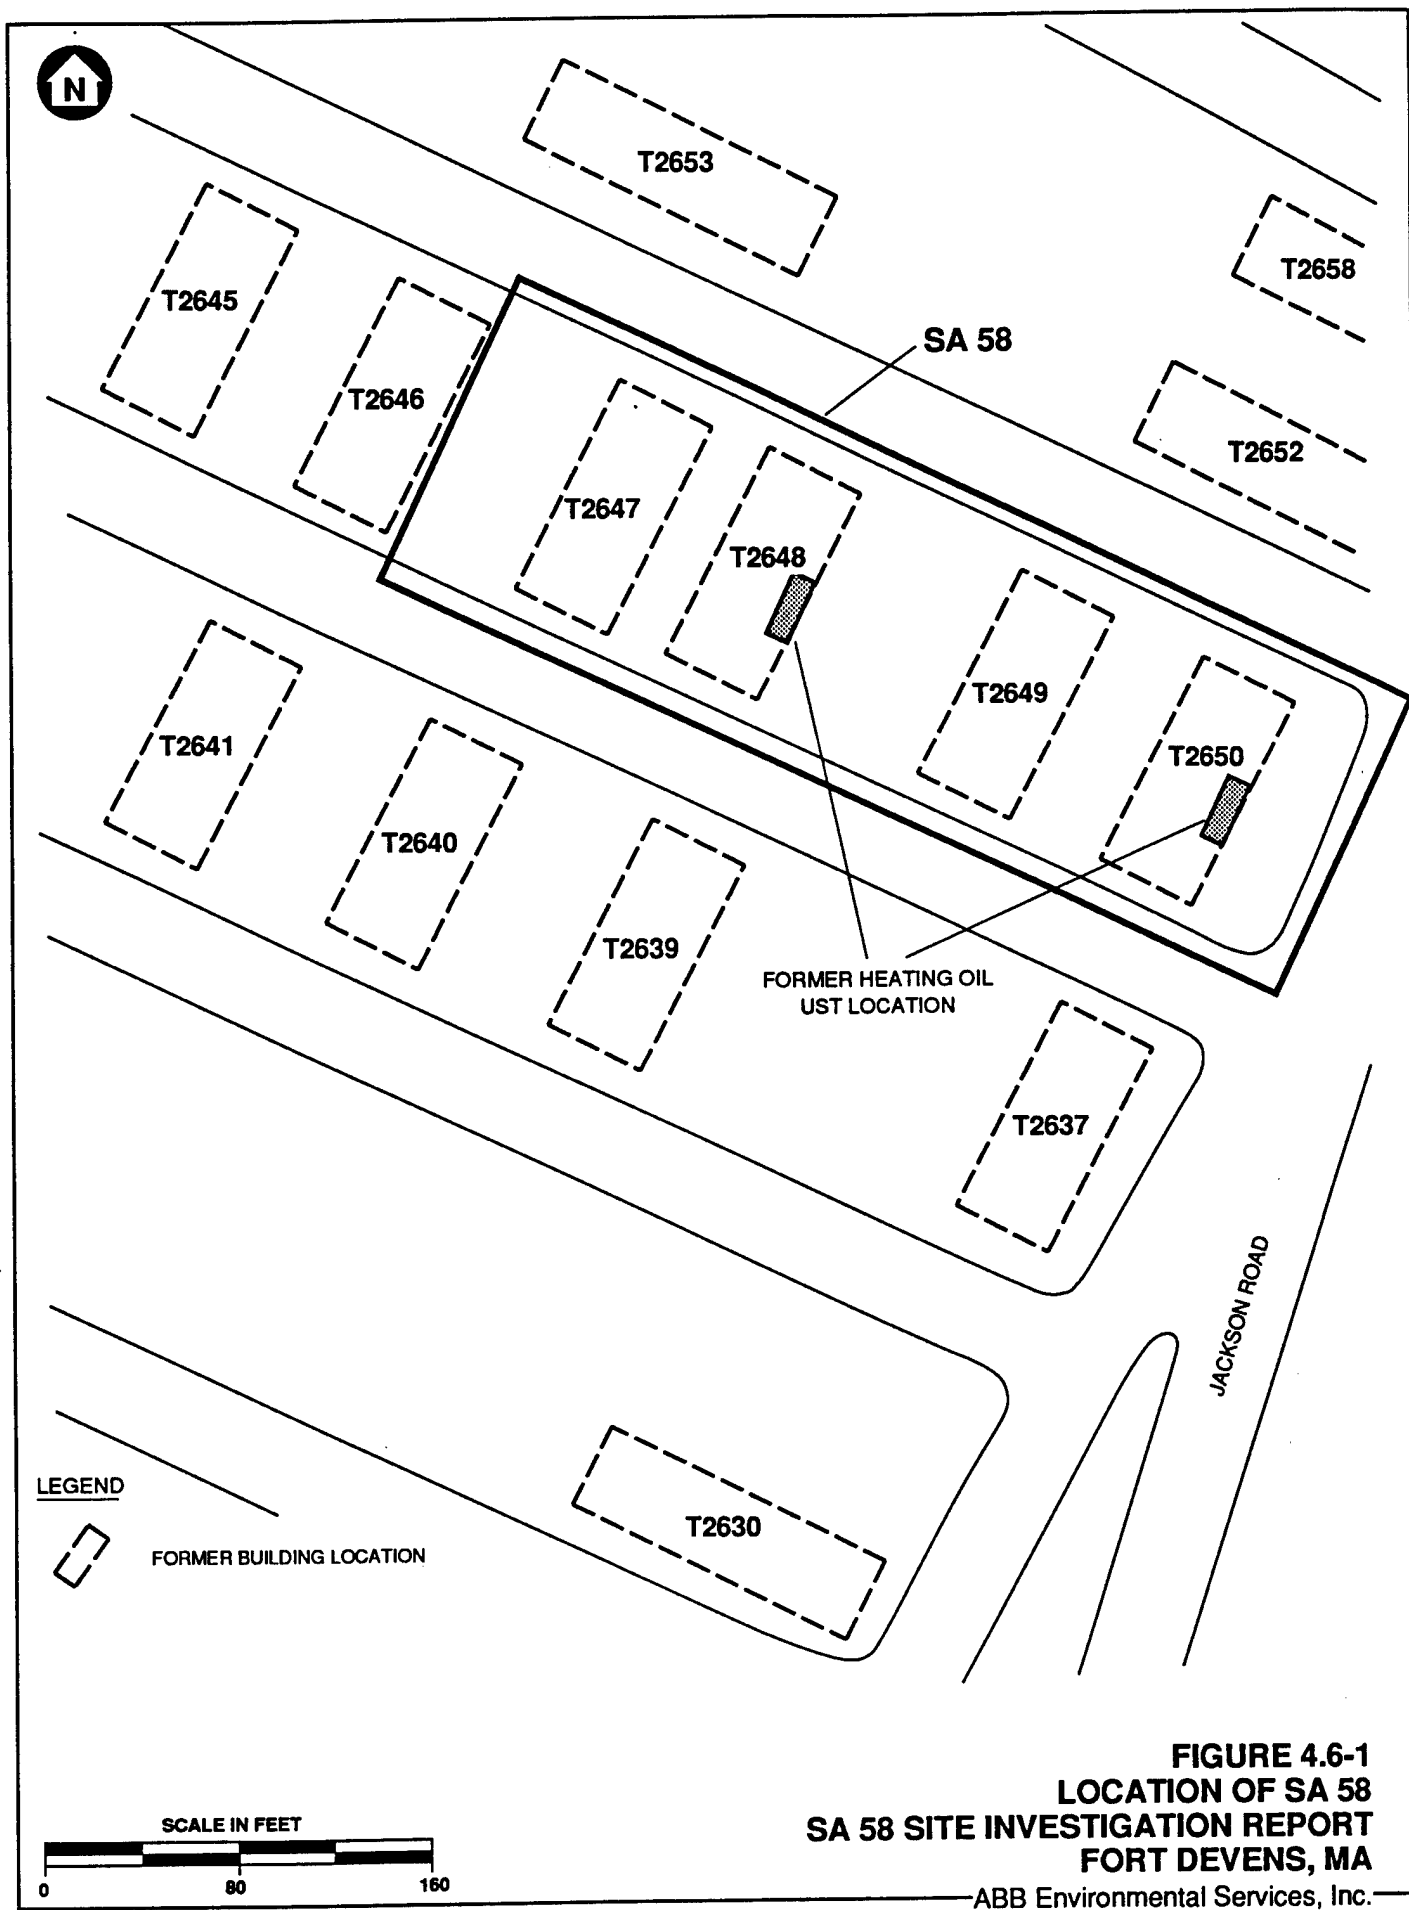 N
T2653
T2658
T2645
SA 58
T2646
T2652
T2647
T2648
T2649
T2650
T2641
T2640
T2639
FORMER HEATING OIL
UST LOCATION
T2637
JACKSON ROAD
LEGEND
FORMER BUILDING LOCATION
T2630
SCALE IN FEET
0 80 160
FIGURE 4.6-1
LOCATION OF SA 58
SA 58 SITE INVESTIGATION REPORT
FORT DEVENS, MA
ABB Environmental Services, Inc.